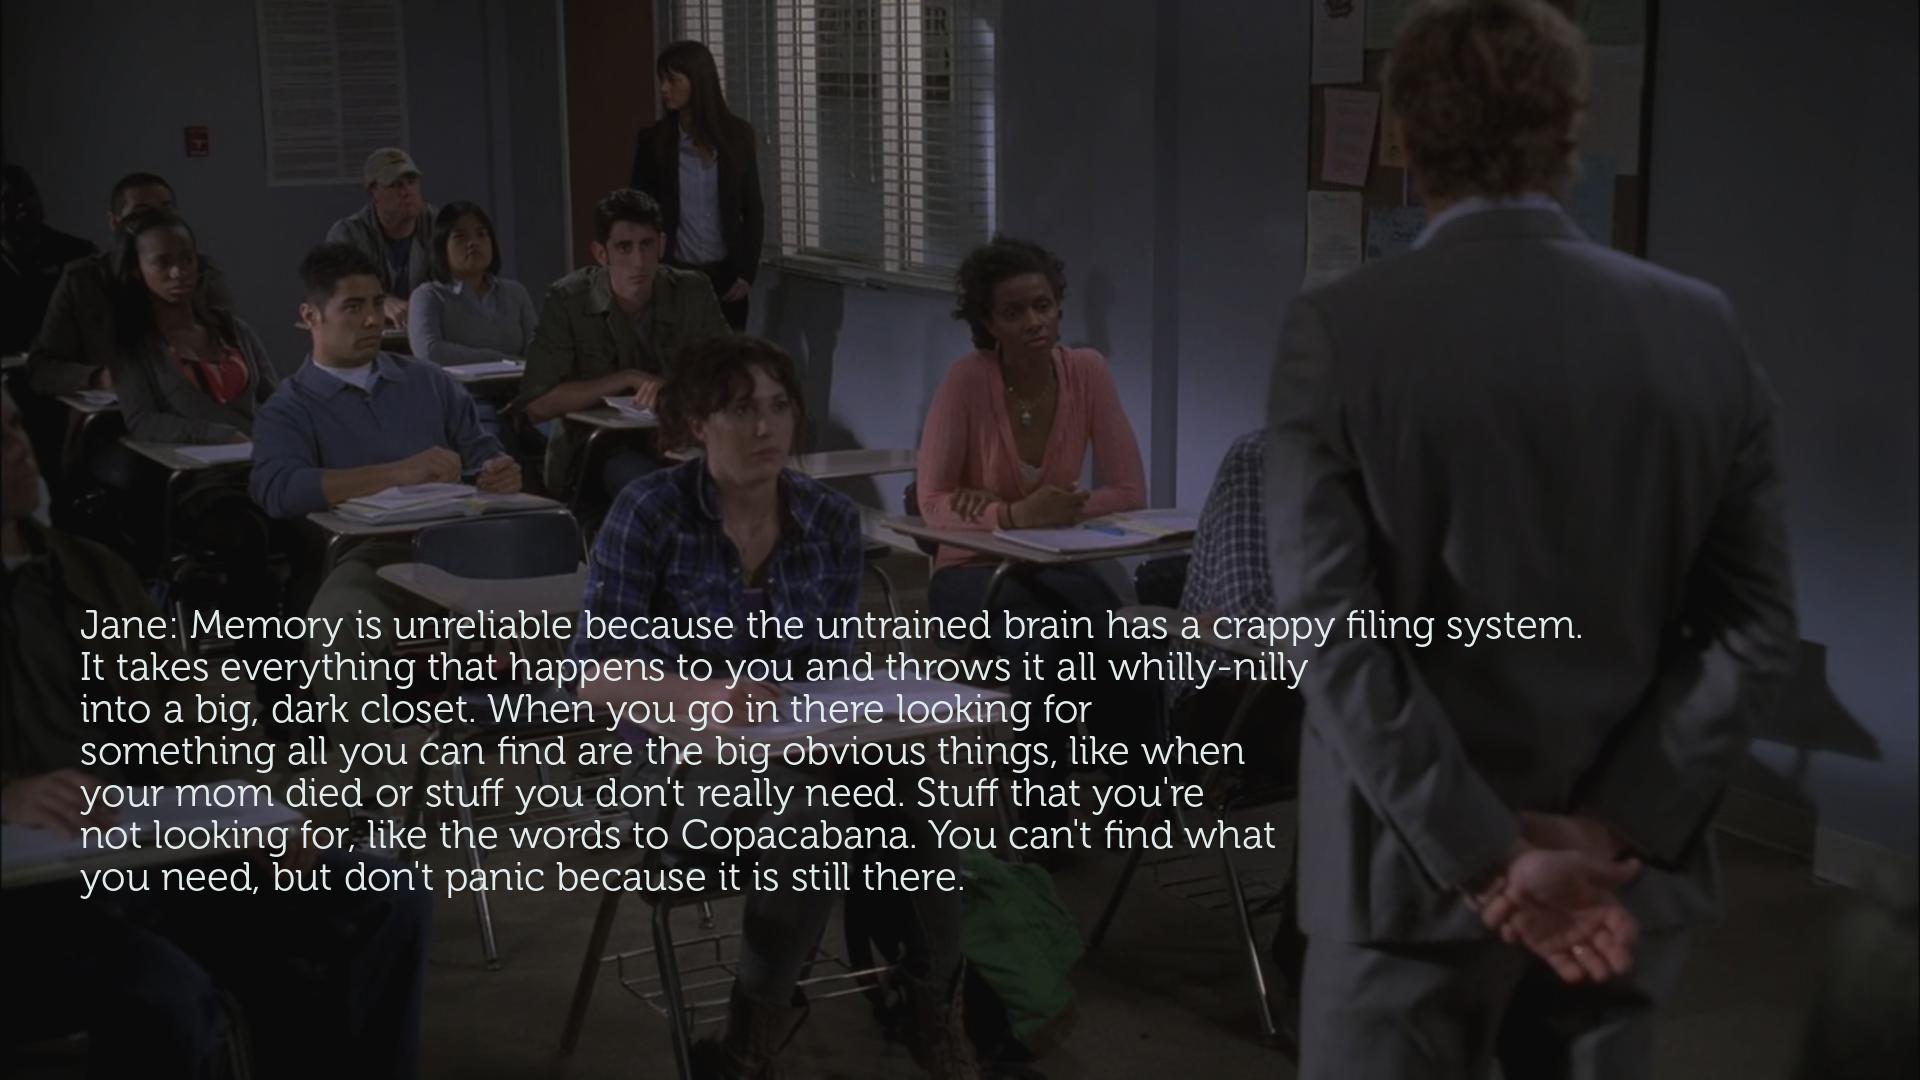 Jane: Memory is unreliable because the untrained brain has a crappy filing system.
It takes everything that happens to you and throws it all whilly-nilly
into a big, dark closet. When you go in there looking for
something all you can find are the big obvious things, like when
your mom died or stuff you don't really need. Stuff that you're
not looking for, like the words to Copacabana. You can't find what
you need, but don't panic because it is still there.